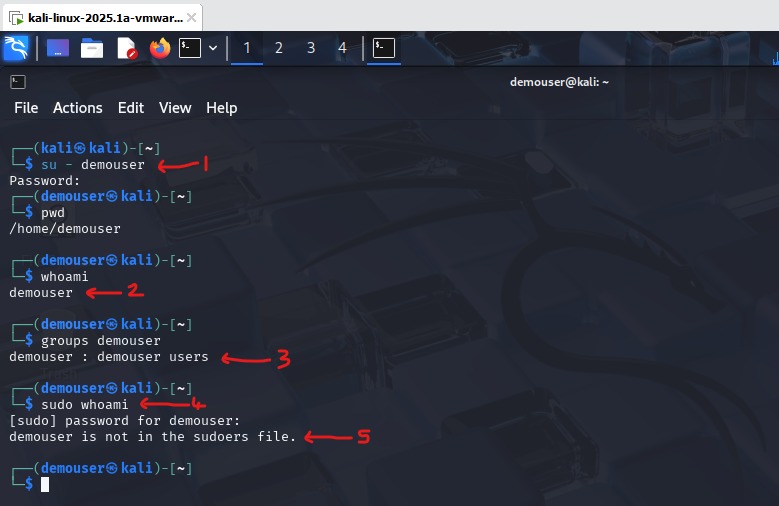 kali-linux-2025.1a-vmwar...
1 2 3 4
demouser@kali: ~
File Actions Edit View Help
┌──(kali㉿kali)-[~]
└─$ su - demouser 1
Password:
┌──(demouser㉿kali)-[~]
└─$ pwd
/home/demouser
┌──(demouser㉿kali)-[~]
└─$ whoami
demouser 2
┌──(demouser㉿kali)-[~]
└─$ groups demouser
demouser : demouser users 3
┌──(demouser㉿kali)-[~]
└─$ sudo whoami 4
[sudo] password for demouser:
demouser is not in the sudoers file. 5
┌──(demouser㉿kali)-[~]
└─$